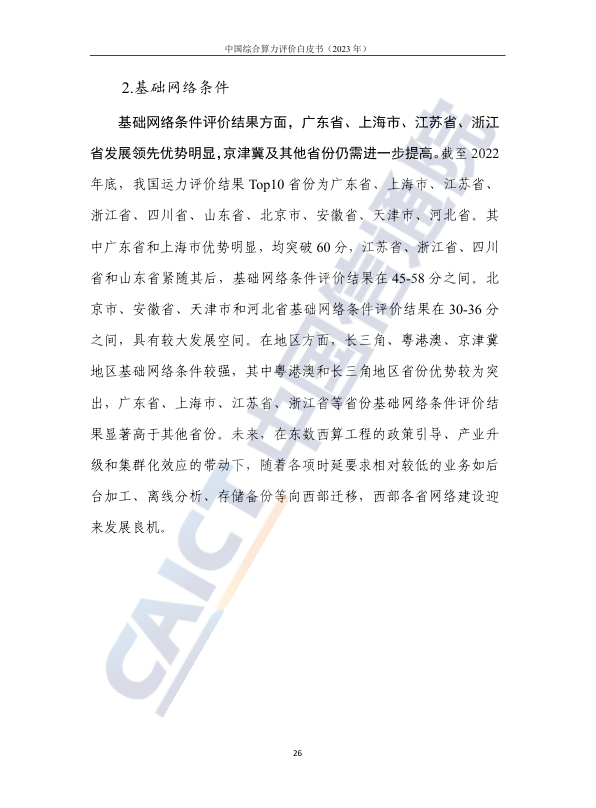 中国综合算力评价白皮书（2023 年）
2.基础网络条件
基础网络条件评价结果方面，广东省、上海市、江苏省、浙江
省发展领先优势明显，京津冀及其他省份仍需进一步提高。截至 2022
年底，我国运力评价结果 Top10 省份为广东省、上海市、江苏省、
浙江省、四川省、山东省、北京市、安徽省、天津市、河北省。其
中广东省和上海市优势明显，均突破 60 分，江苏省、浙江省、四川
省和山东省紧随其后，基础网络条件评价结果在 45-58 分之间。北
京市、安徽省、天津市和河北省基础网络条件评价结果在 30-36 分
之间，具有较大发展空间。在地区方面，长三角、粤港澳、京津冀
地区基础网络条件较强，其中粤港澳和长三角地区省份优势较为突
出，广东省、上海市、江苏省、浙江省等省份基础网络条件评价结
果显著高于其他省份。未来，在东数西算工程的政策引导、产业升
级和集群化效应的带动下，随着各项时延要求相对较低的业务如后
台加工、离线分析、存储备份等向西部迁移，西部各省网络建设迎
来发展良机。
CAICT 中国信通院
26